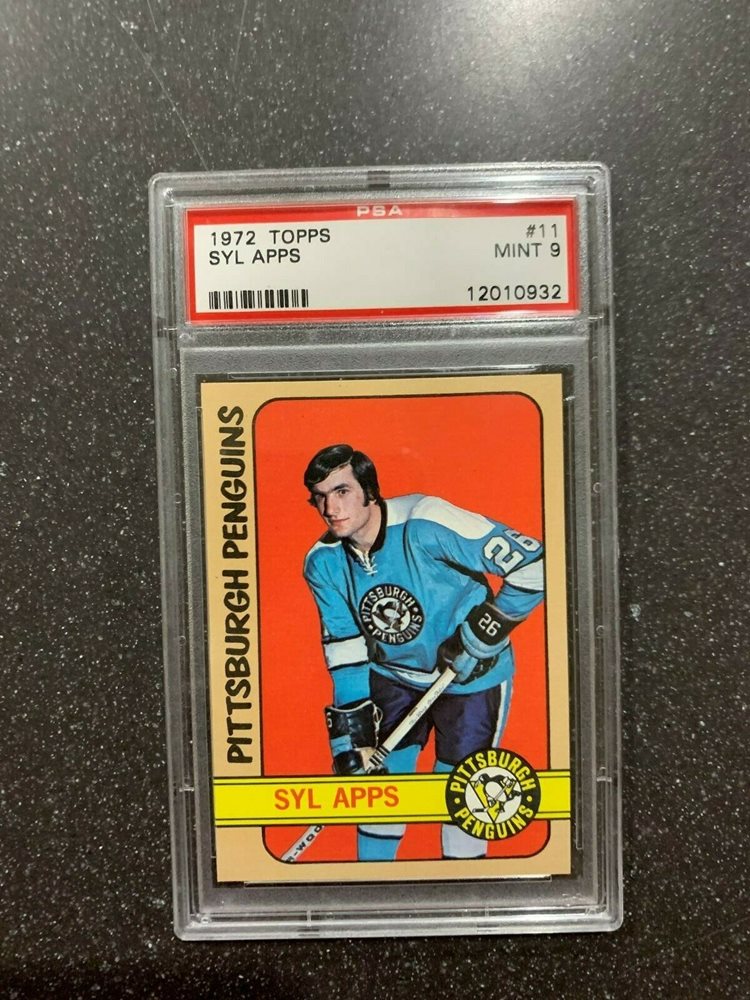 PSA
1972 TOPPS #11
SYL APPS MINT 9
12010932
PITTSBURGH PENGUINS
26
PITTSBURGH
PENGUINS
26
SYL APPS
PITTSBURGH
PENGUINS